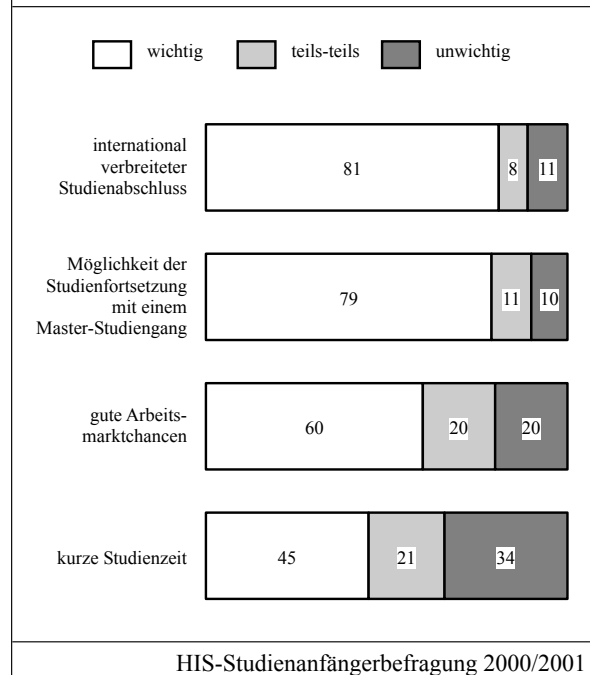 wichtig teils-teils unwichtig
international
verbreiteter
Studienabschluss
81 8 11
Möglichkeit der
Studienfortsetzung
mit einem
Master-Studiengang
79 11 10
gute Arbeits-
marktchancen
60 20 20
kurze Studienzeit
45 21 34
HIS-Studienanfängerbefragung 2000/2001